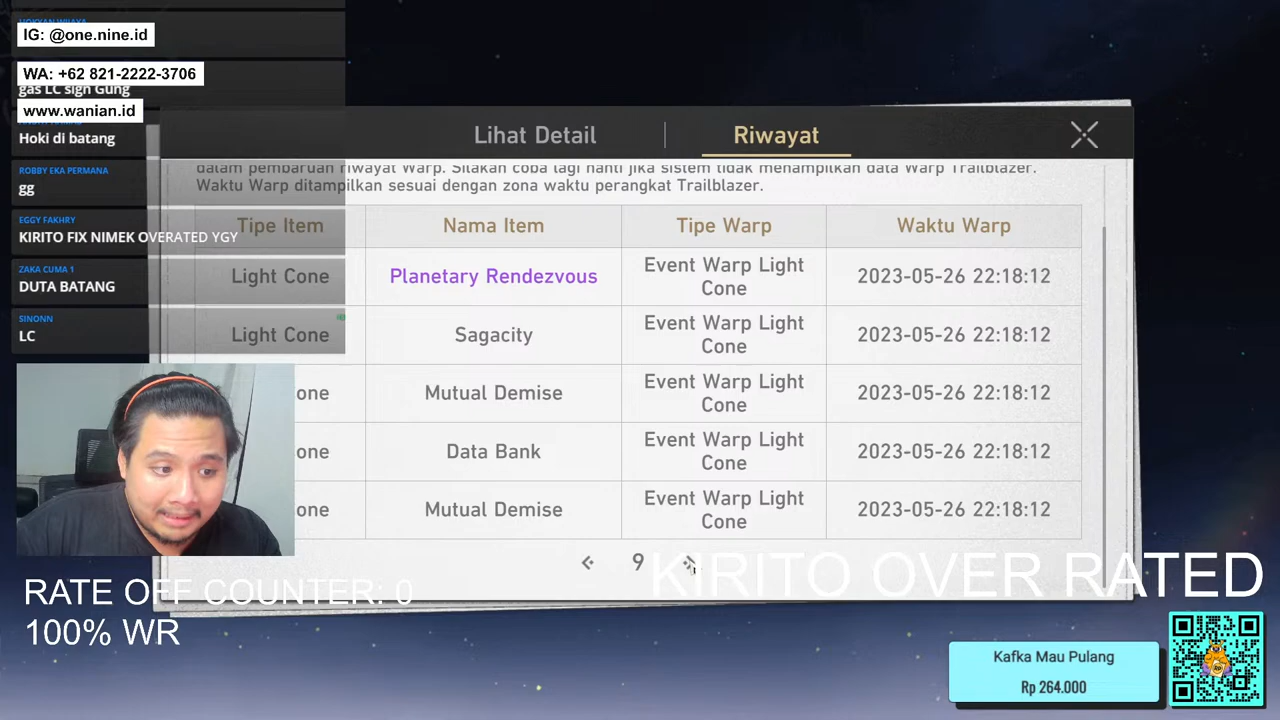 IG: @one.nine.id
WA: +62 821-2222-3706
gas LC sign Gung
www.wanian.id
Hoki di batang
ROBBY EKA PERMANA
gg
EGGY FAKHRY
KIRITO FIX NIMEK OVERATED YGY
ZAKA CUMA 1
DUTA BATANG
SINONN
LC
Lihat Detail
Riwayat
dalam pembaruan riwayat Warp. Silakan coba lagi nanti jika sistem tidak menampilkan data Warp Trailblazer.
Waktu Warp ditampilkan sesuai dengan zona waktu perangkat Trailblazer.
Tipe Item Nama Item Tipe Warp Waktu Warp
Light Cone Planetary Rendezvous Event Warp Light Cone 2023-05-26 22:18:12
Light Cone Sagacity Event Warp Light Cone 2023-05-26 22:18:12
one Mutual Demise Event Warp Light Cone 2023-05-26 22:18:12
one Data Bank Event Warp Light Cone 2023-05-26 22:18:12
one Mutual Demise Event Warp Light Cone 2023-05-26 22:18:12
9
KIRITO OVER RATED
RATE OFF COUNTER: 0
100% WR
Kafka Mau Pulang
Rp 264.000